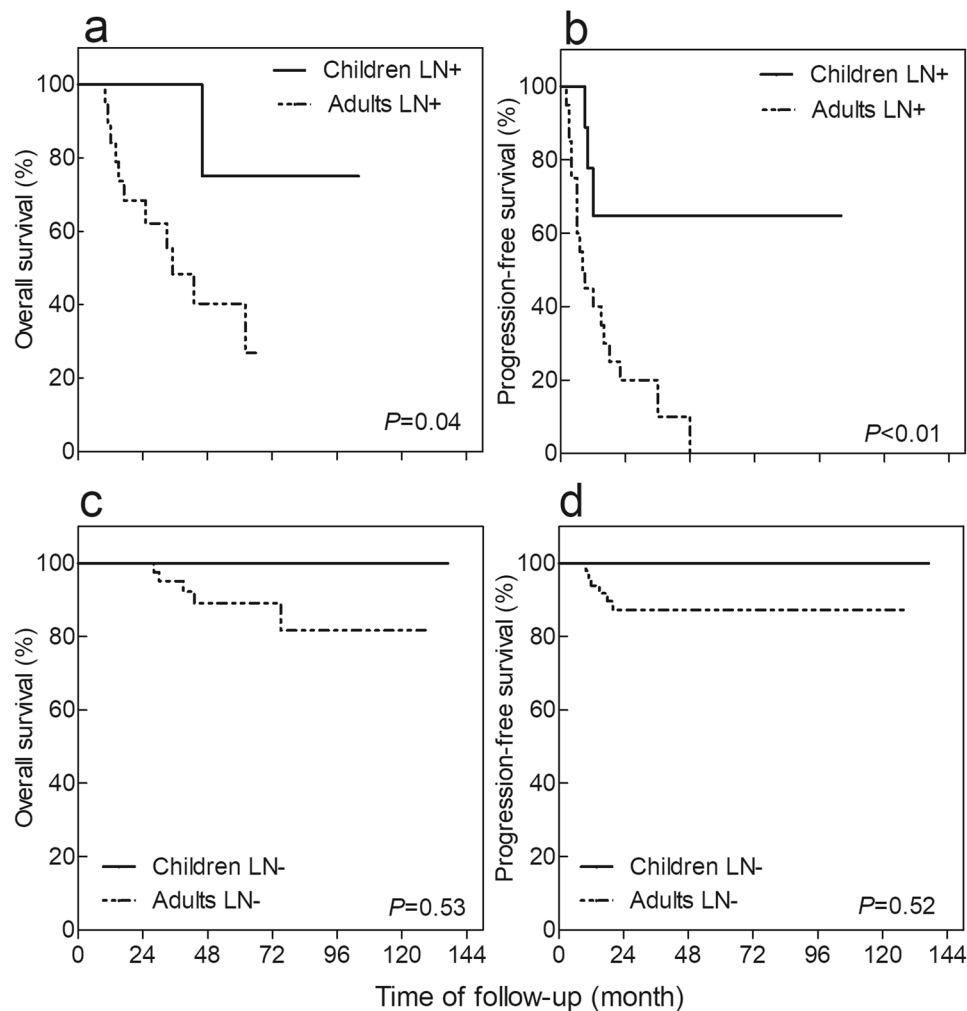 a
Children LN+
Adults LN+
Overall survival (%)
100
80
60
40
20
0
P=0.04
b
Children LN+
Adults LN+
Progression-free survival (%)
100
80
60
40
20
0
P<0.01
c
Overall survival (%)
100
80
60
40
20
0
Children LN-
Adults LN-
P=0.53
0 24 48 72 96 120 144
d
Progression-free survival (%)
100
80
60
40
20
0
Children LN-
Adults LN-
P=0.52
0 24 48 72 96 120 144
Time of follow-up (month)